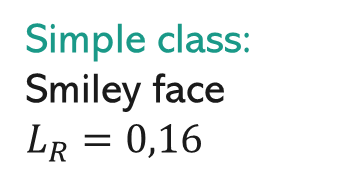 Simple class:
Smiley face
L_R = 0,16